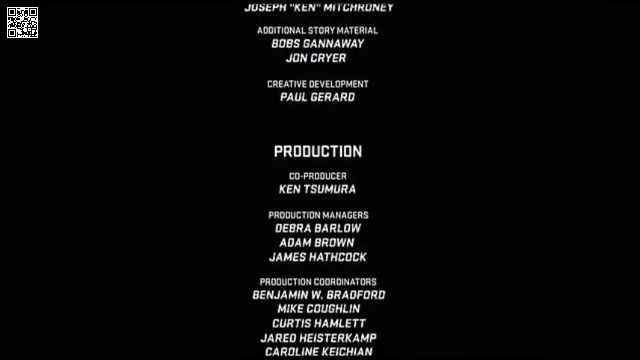 JOSEPH "KEN" MITCHRONEY
ADDITIONAL STORY MATERIAL
BOBS GANNAWAY
JON CRYER
CREATIVE DEVELOPMENT
PAUL GERARD
PRODUCTION
CO-PRODUCER
KEN TSUMURA
PRODUCTION MANAGERS
DEBRA BARLOW
ADAM BROWN
JAMES HATHCOCK
PRODUCTION COORDINATORS
BENJAMIN W. BRADFORD
MIKE COUGHLIN
CURTIS HAMLETT
JARED HEISTERKAMP
CAROLINE KEICHIAN